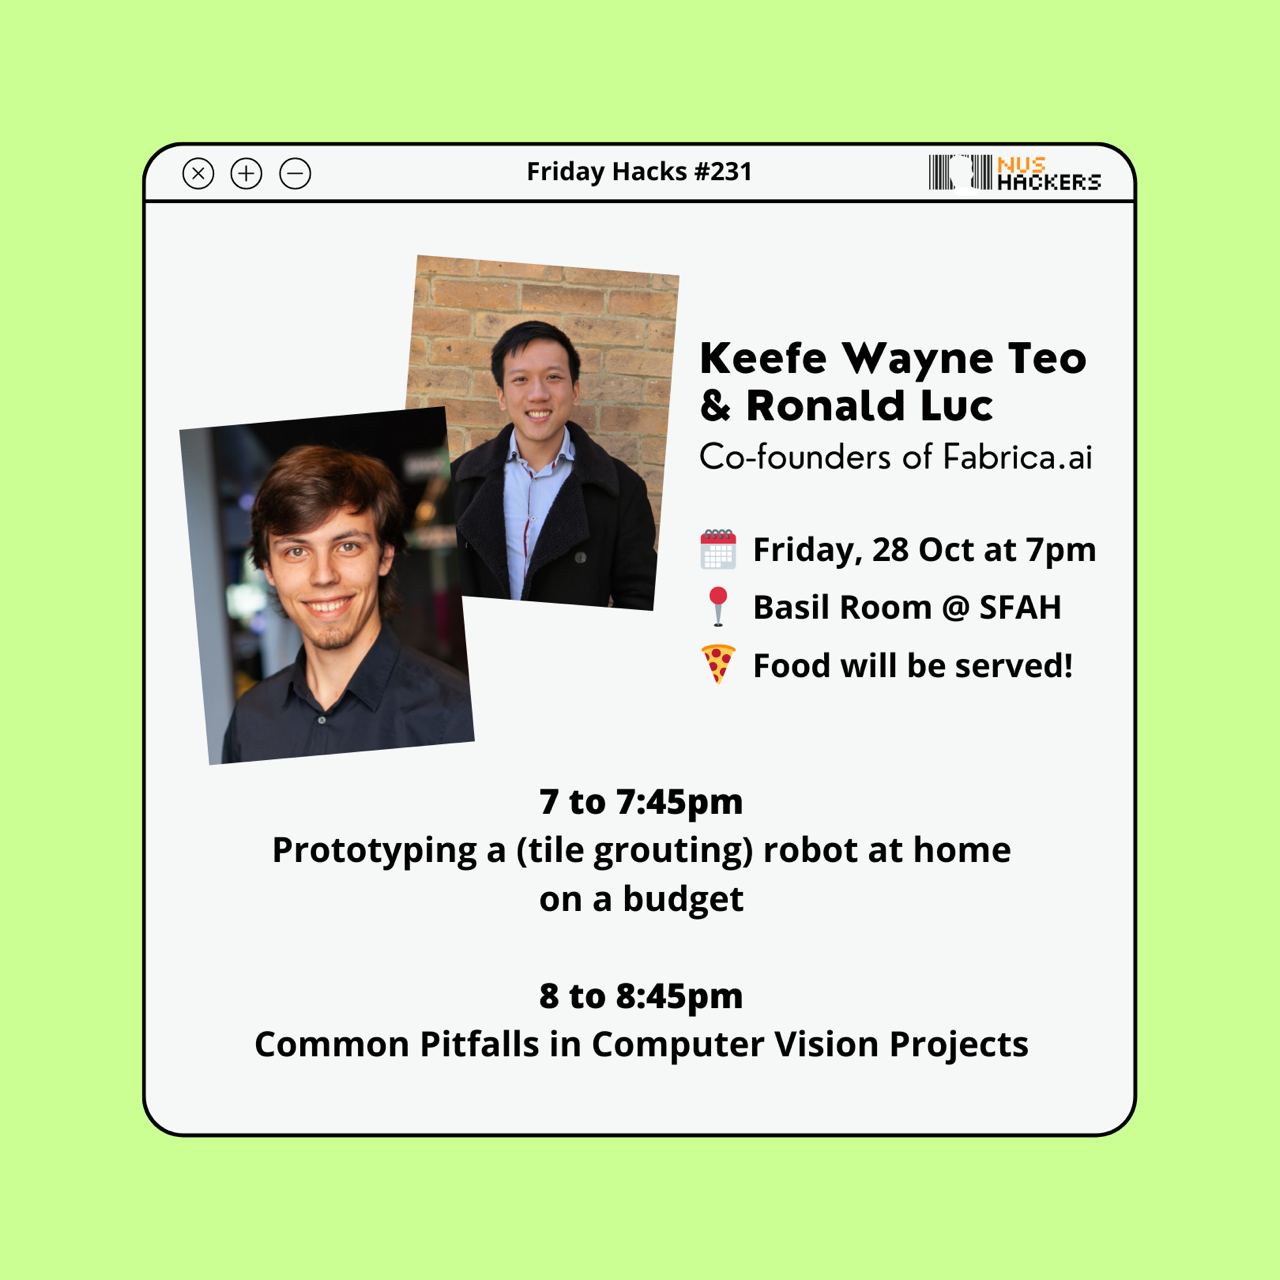 Friday Hacks #231
NUS
HACKERS
Keefe Wayne Teo
& Ronald Luc
Co-founders of Fabrica.ai
Friday, 28 Oct at 7pm
Basil Room @ SFAH
Food will be served!
7 to 7:45pm
Prototyping a (tile grouting) robot at home
on a budget
8 to 8:45pm
Common Pitfalls in Computer Vision Projects